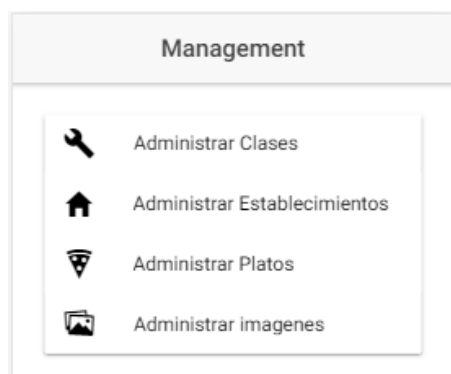 Management
Administrar Clases
Administrar Establecimientos
Administrar Platos
Administrar imagenes